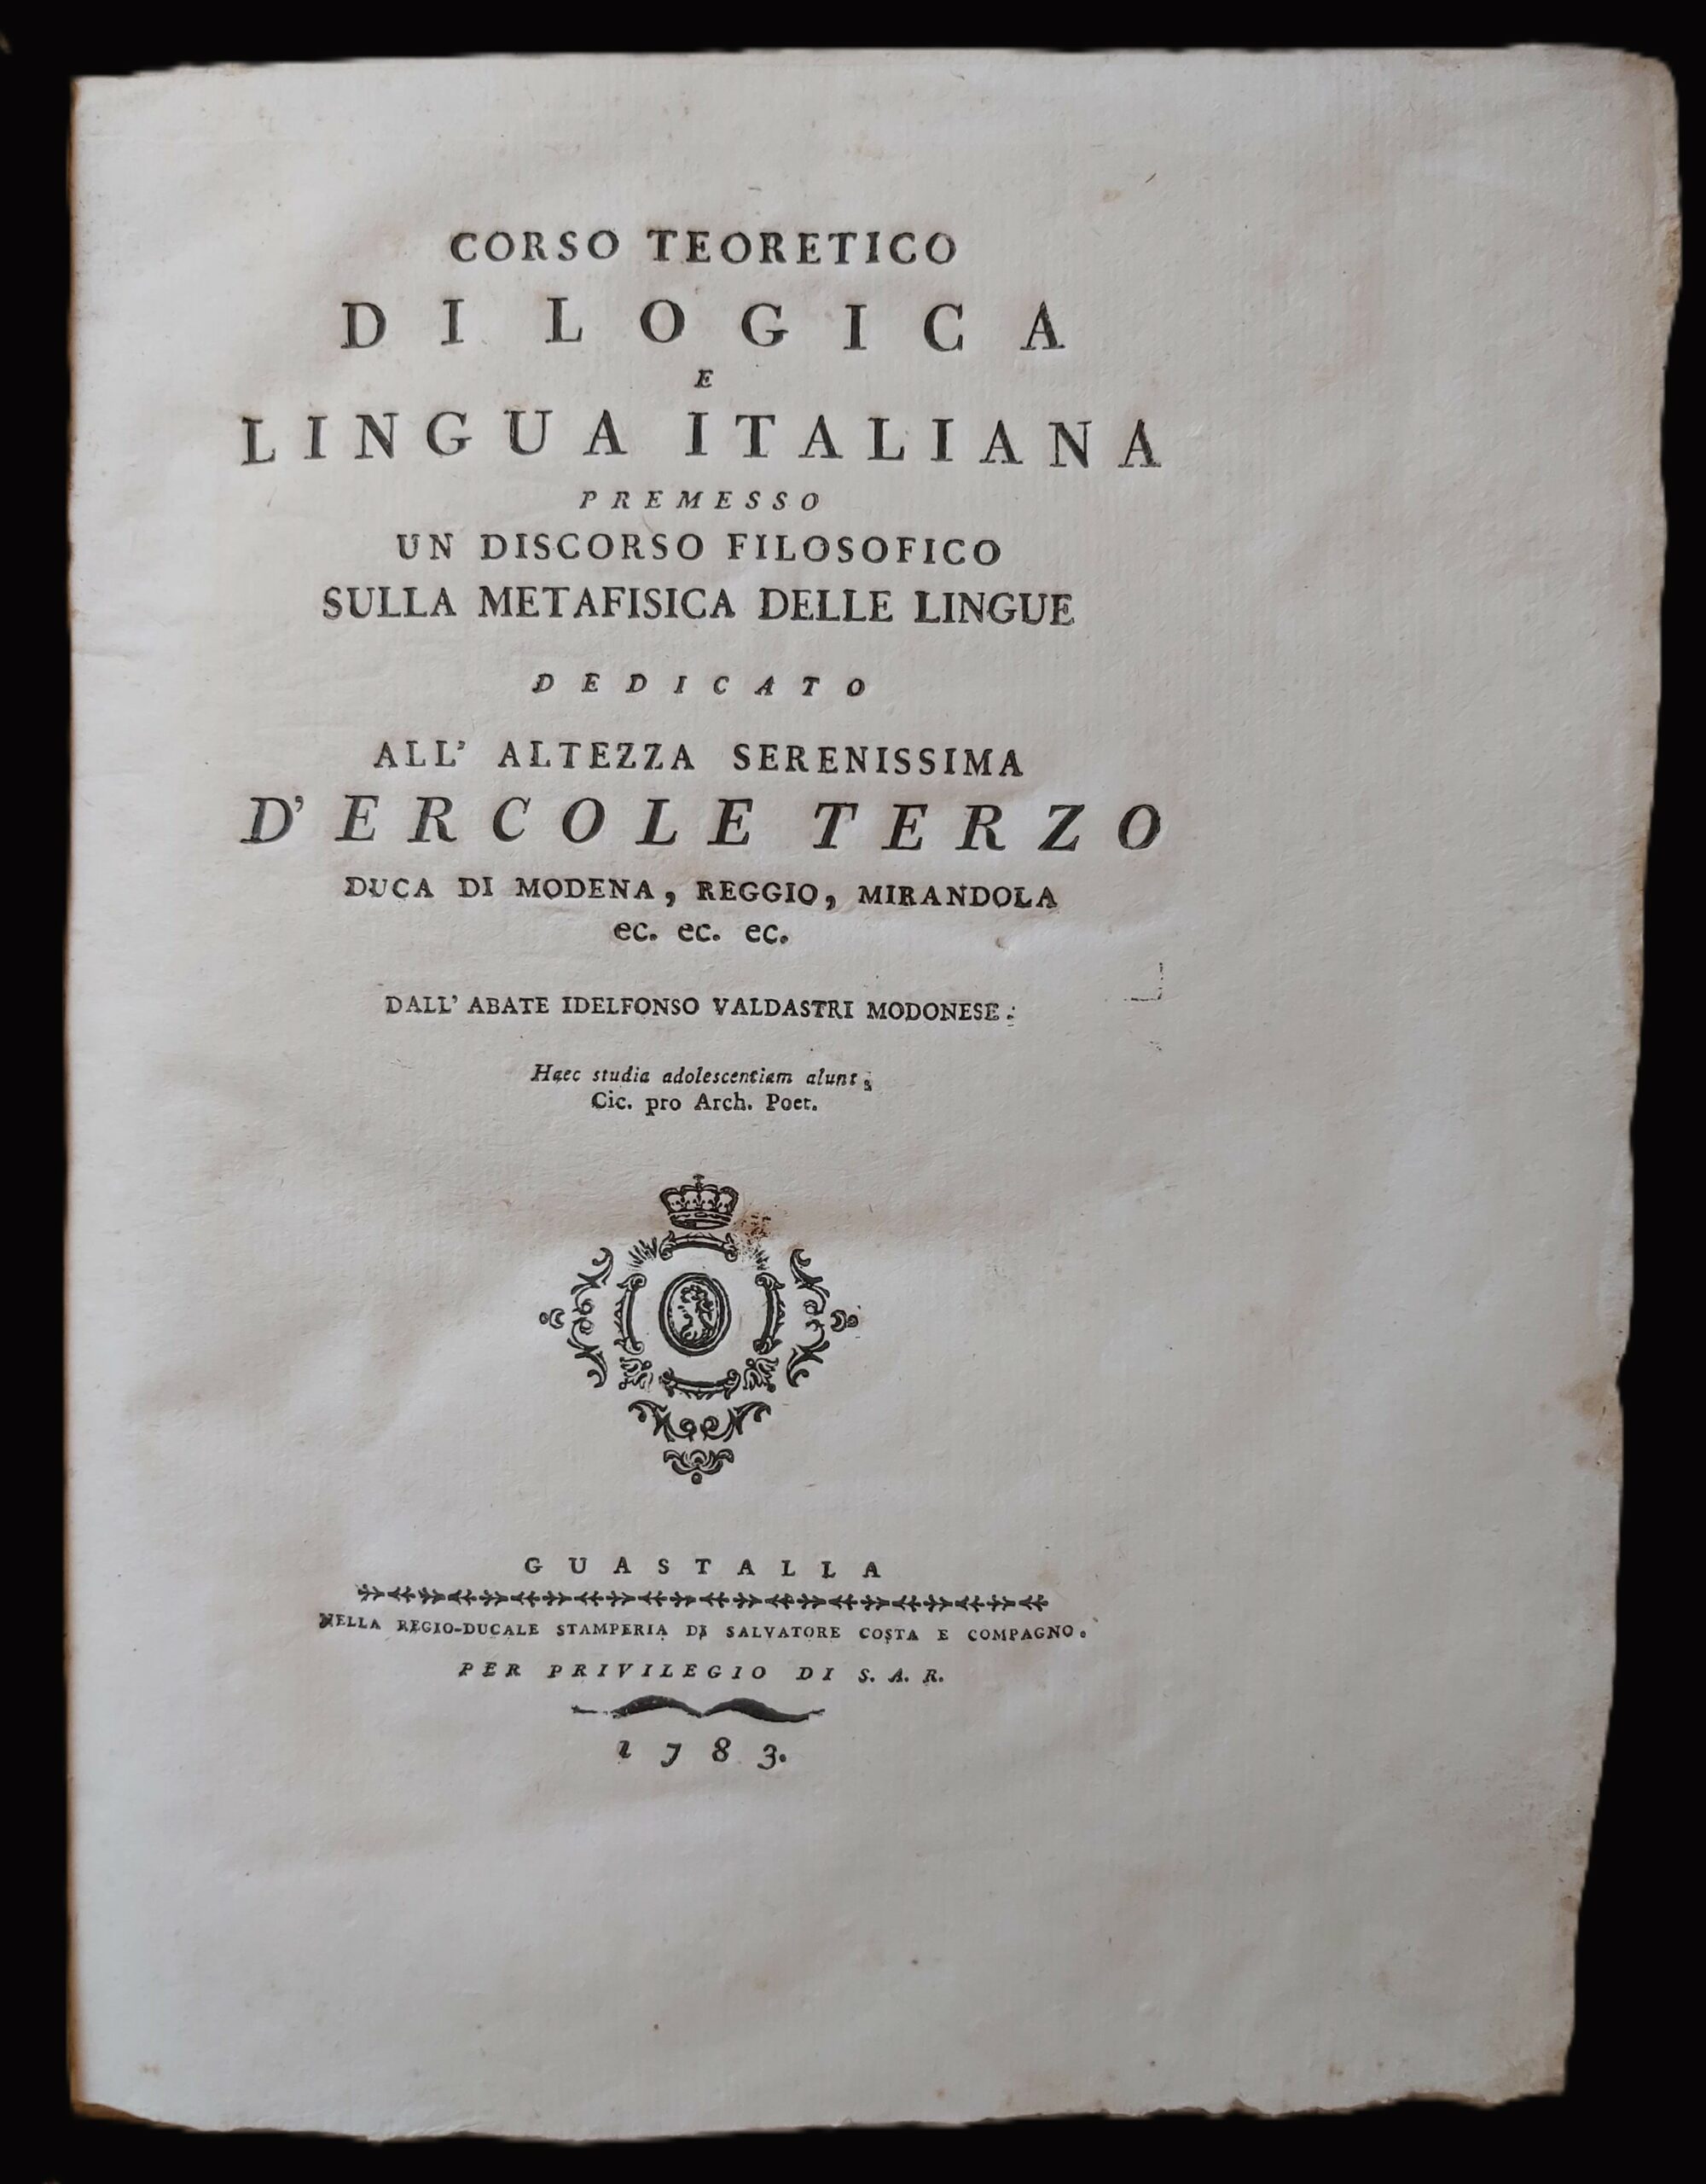 CORSO TEORETICO
DI LOGICA
E
LINGUA ITALIANA
PREMESSO
UN DISCORSO FILOSOFICO
SULLA METAFISICA DELLE LINGUE
DEDICATO
ALL' ALTEZZA SERENISSIMA
D' ERCOLE TERZO
DUCA DI MODENA, REGGIO, MIRANDOLA
ec. ec. ec.
DALL' ABATE IDELFONSO VALDASTRI MODONESE.
Haec studia adolescentiam alunt,
Cic. pro Arch. Poet.
GUASTALLA
NELLA REGIO-DUCALE STAMPERIA DI SALVATORE COSTA E COMPAGNO.
PER PRIVILEGIO DI S. A. R.
1783.